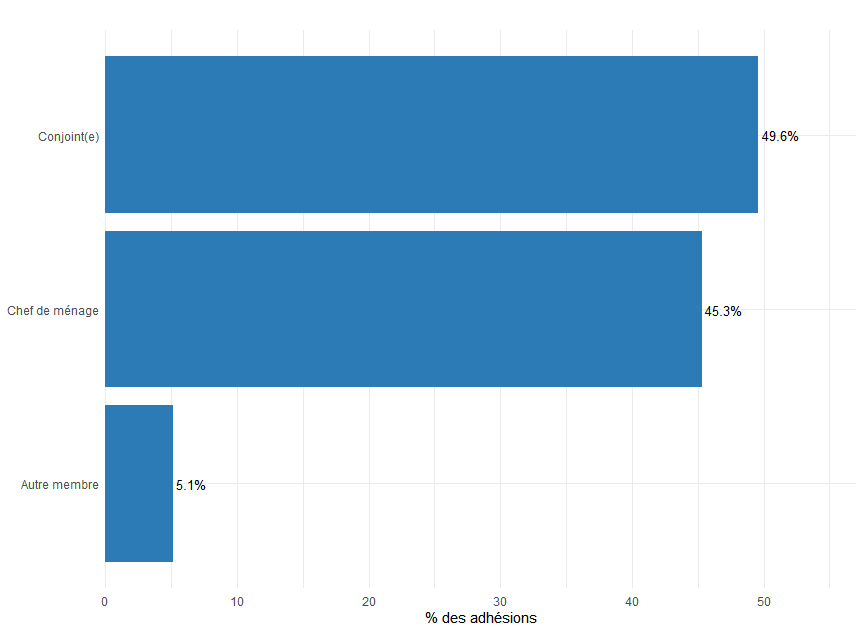 Conjoint(e)
49.6%
Chef de ménage
45.3%
Autre membre
5.1%
0 10 20 30 40 50
% des adhésions